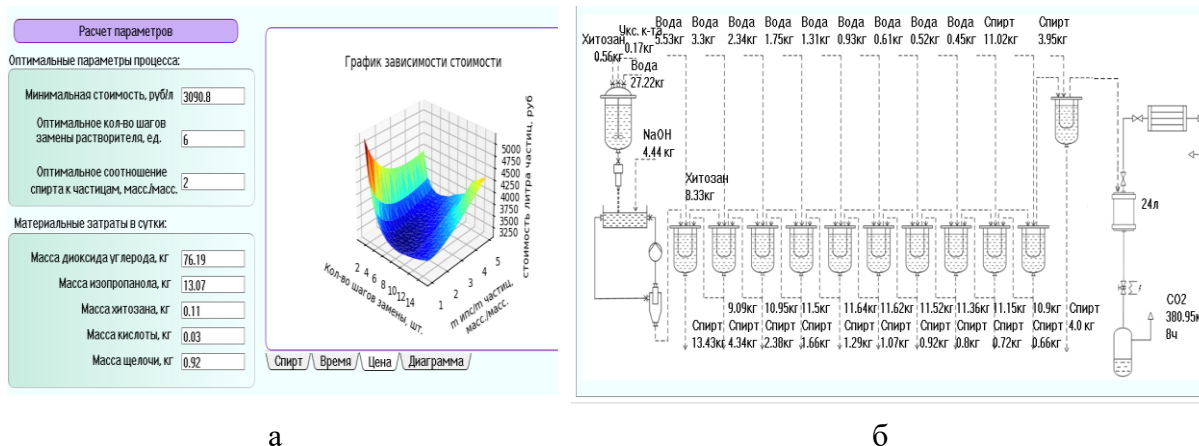 Расчет параметров
Оптимальные параметры процесса:
Минимальная стоимость, руб/л 3090.8
Оптимальное кол-во шагов
замены растворителя, ед. 6
Оптимальное соотношение
спирта к частицам, масс./масс. 2
Материальные затраты в сутки:
Масса диоксида углерода, кг 76.19
Масса изопропанола, кг 13.07
Масса хитозана, кг 0.11
Масса кислоты, кг 0.03
Масса щелочи, кг 0.92
График зависимости стоимости
5000
4750
4500
4250
4000
3750
3500
3250
стоимость литра частиц, руб
2 4 6 8 10 12 14
Кол-во шагов замены, шт.
1 2 3 4 5
m ипс/m частиц,
масс./масс.
Спирт Время Цена Диаграмма
а
Вода Вода Вода Вода Вода Вода Вода Вода Вода Спирт Спирт
5.53кг 3.3кг 2.34кг 1.75кг 1.31кг 0.93кг 0.61кг 0.52кг 0.45кг 11.02кг 3.95кг
Укс. к-та
0.17кг
Хитозан
0.56кг
Вода
27.22кг
NaOH
4.44 кг
Хитозан
8.33кг
24л
9.09кг 10.95кг 11.5кг 11.64кг 11.62кг 11.52кг 11.36кг 11.15кг 10.9кг
Спирт Спирт Спирт Спирт Спирт Спирт Спирт Спирт Спирт Спирт Спирт
13.43кг 4.34кг 2.38кг 1.66кг 1.29кг 1.07кг 0.92кг 0.8кг 0.72кг 0.66кг 4.0 кг
CO2
380.95к
8ч
б